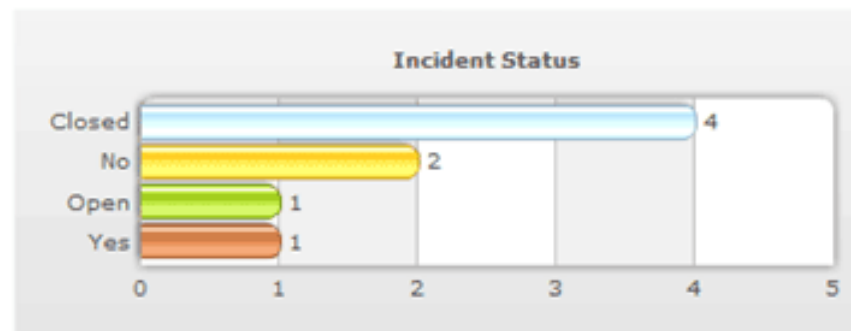 Incident Status
Closed 4
No 2
Open 1
Yes 1
0 1 2 3 4 5